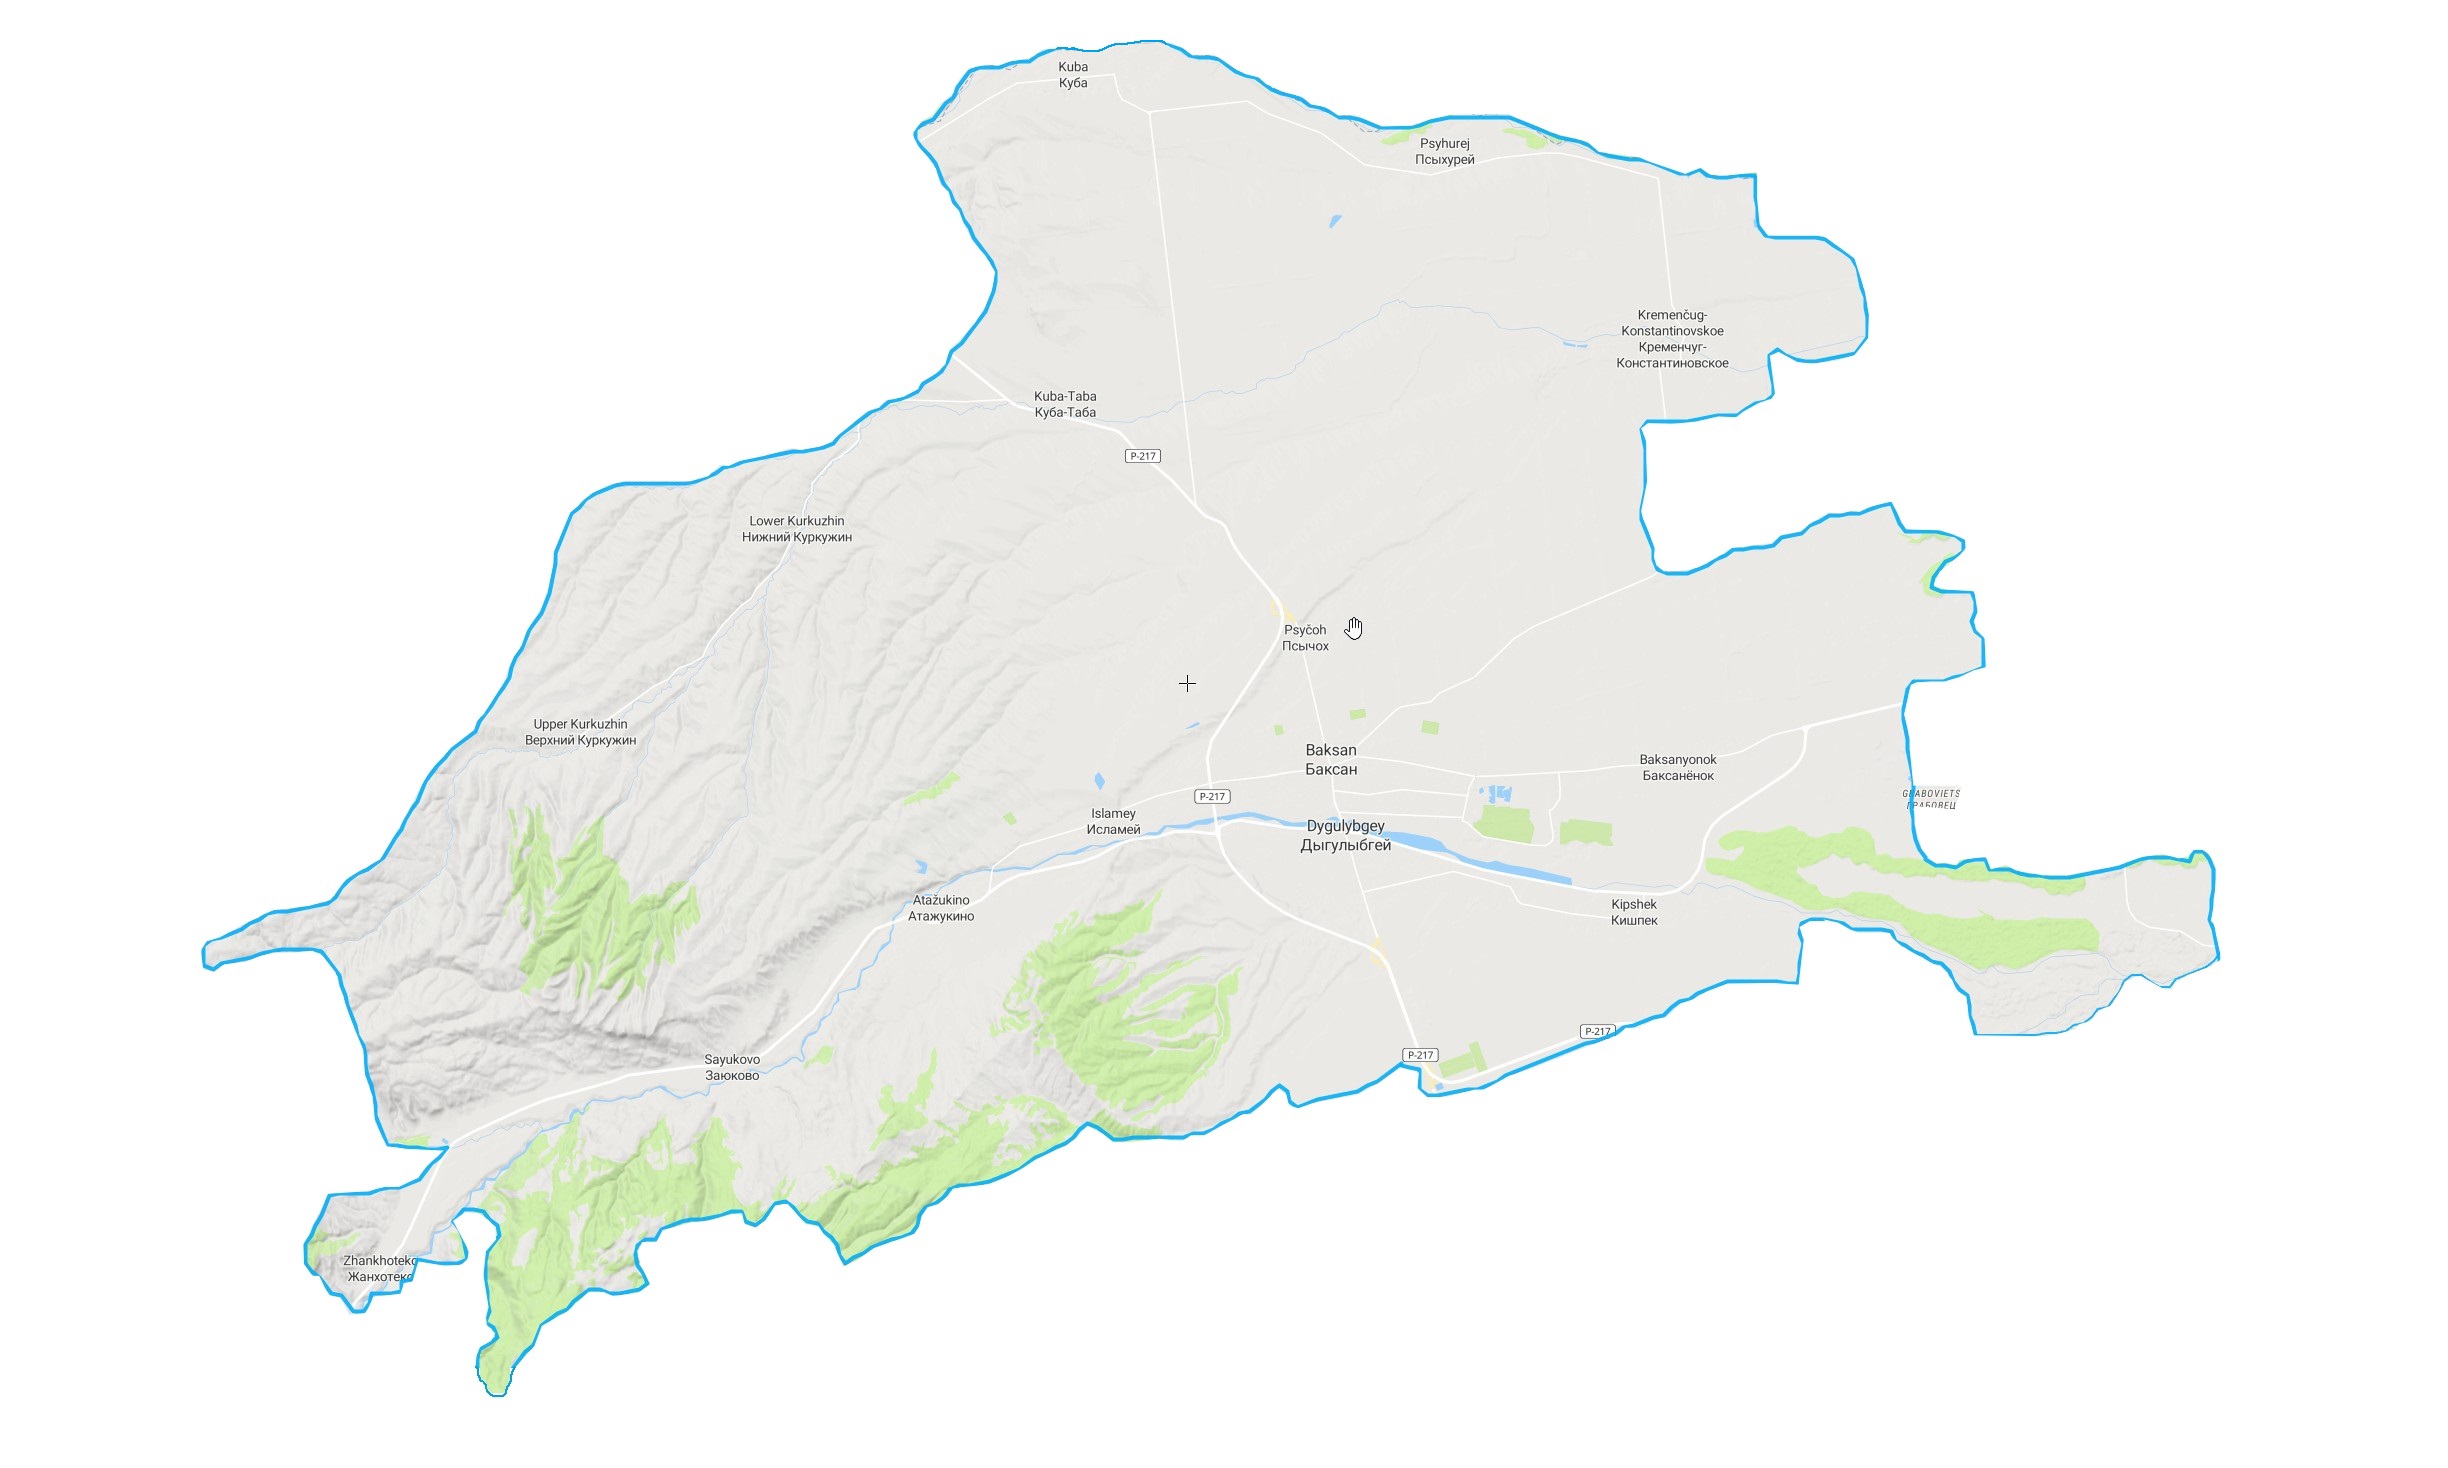 Kuba
Куба
Psyhurej
Псыхурей
Kremenčug-
Konstantinovskoe
Кременчуг-
Константиновское
Kuba-Taba
Куба-Таба
P-217
Lower Kurkuzhin
Нижний Куркужин
Psyčoh
Псычох
Upper Kurkuzhin
Верхний Куркужин
Baksan
Баксан
Baksanyonok
Баксанёнок
P-217
GRABOVIETS
ГРАБОВЕЦ
Islamey
Исламей
Dygulybgey
Дыгулыбгей
Atažukino
Атажукино
Kipshek
Кишпек
P-217
P-217
Sayukovo
Заюково
Zhankhoteko
Жанхотеко